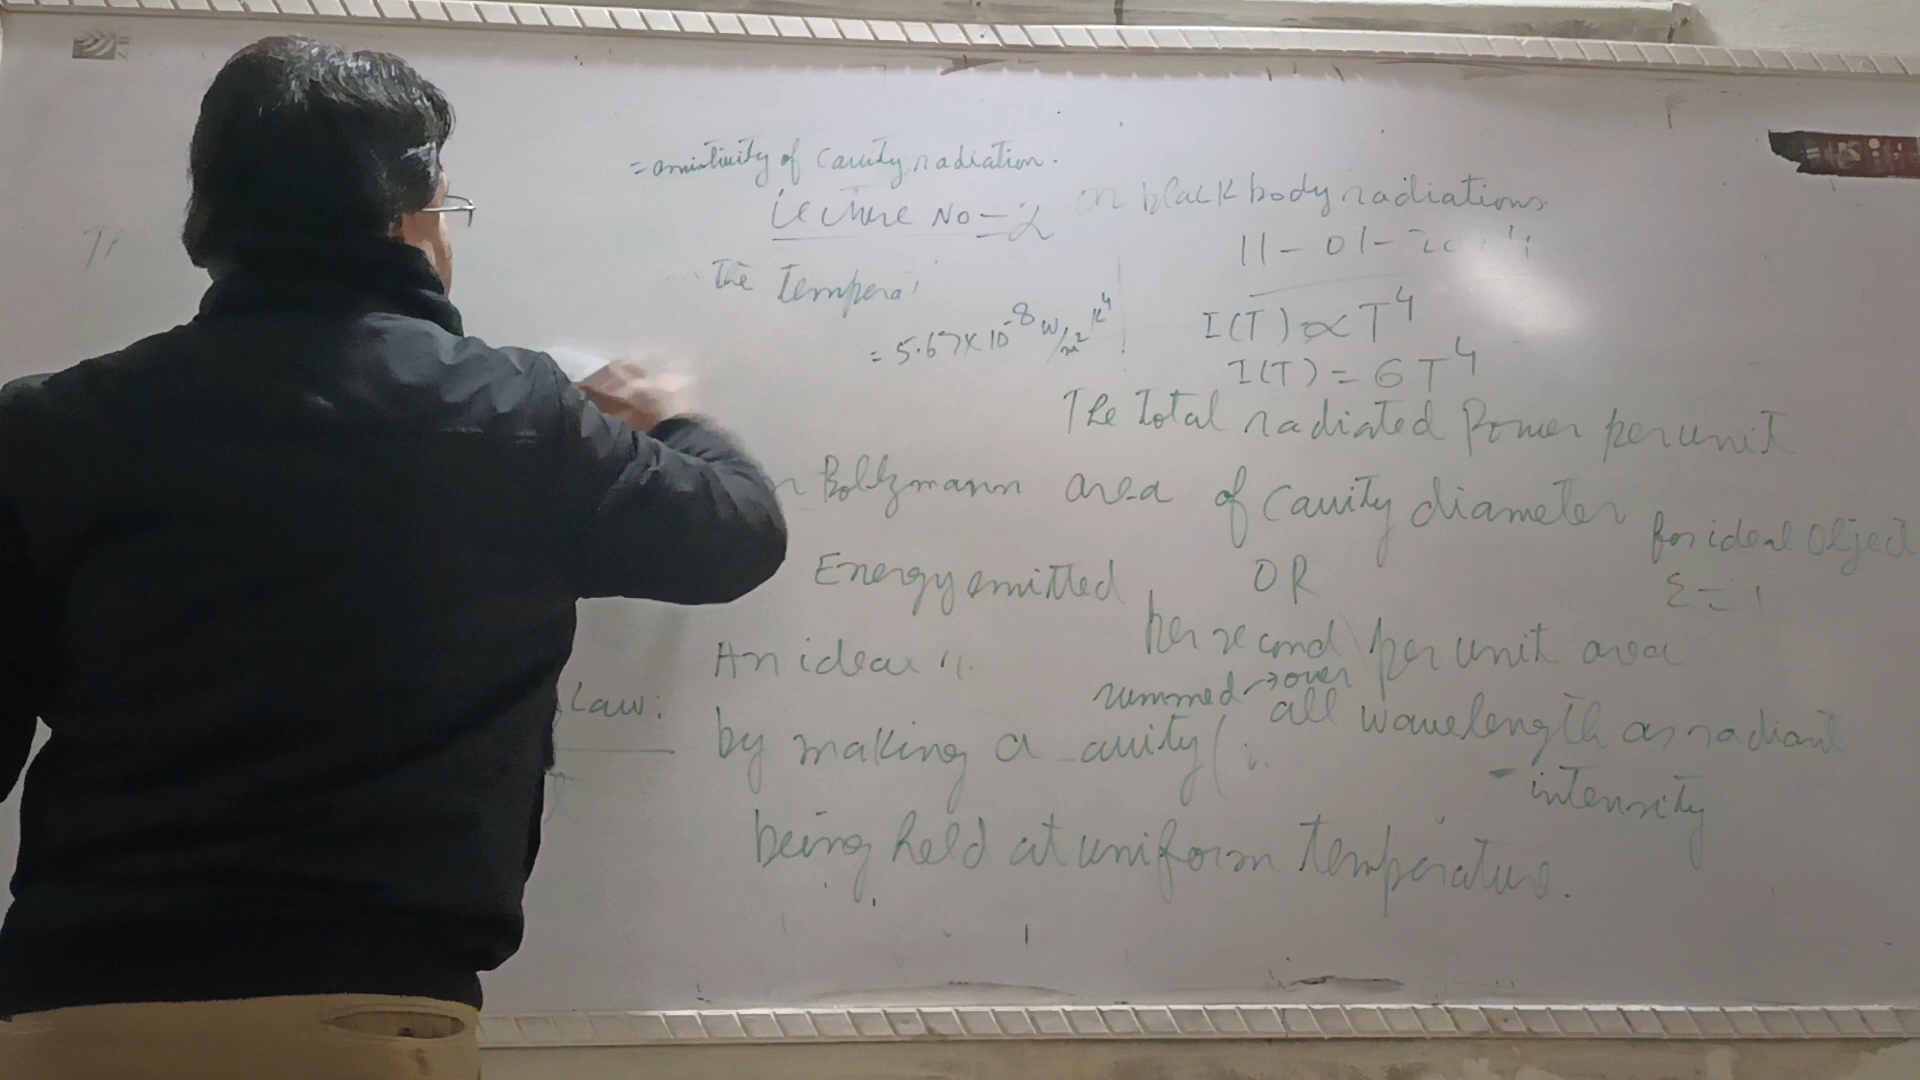 = emissivity of cavity radiation.
Lecture No = 2 on black body radiations
11-01-20
The Tempera
= 5.67 X 10^-8 W/m^2 K^4
I(T) ∝ T^4
I(T) = σT^4
The Total radiated Power per unit
Boltzmann area of cavity diameter
for ideal Object
ε = 1
Energy emitted OR
per second per unit area
An ideal
summed → over
Law:
all wavelength as radiant
intensity
by making a avity (
being held at uniform temperature.